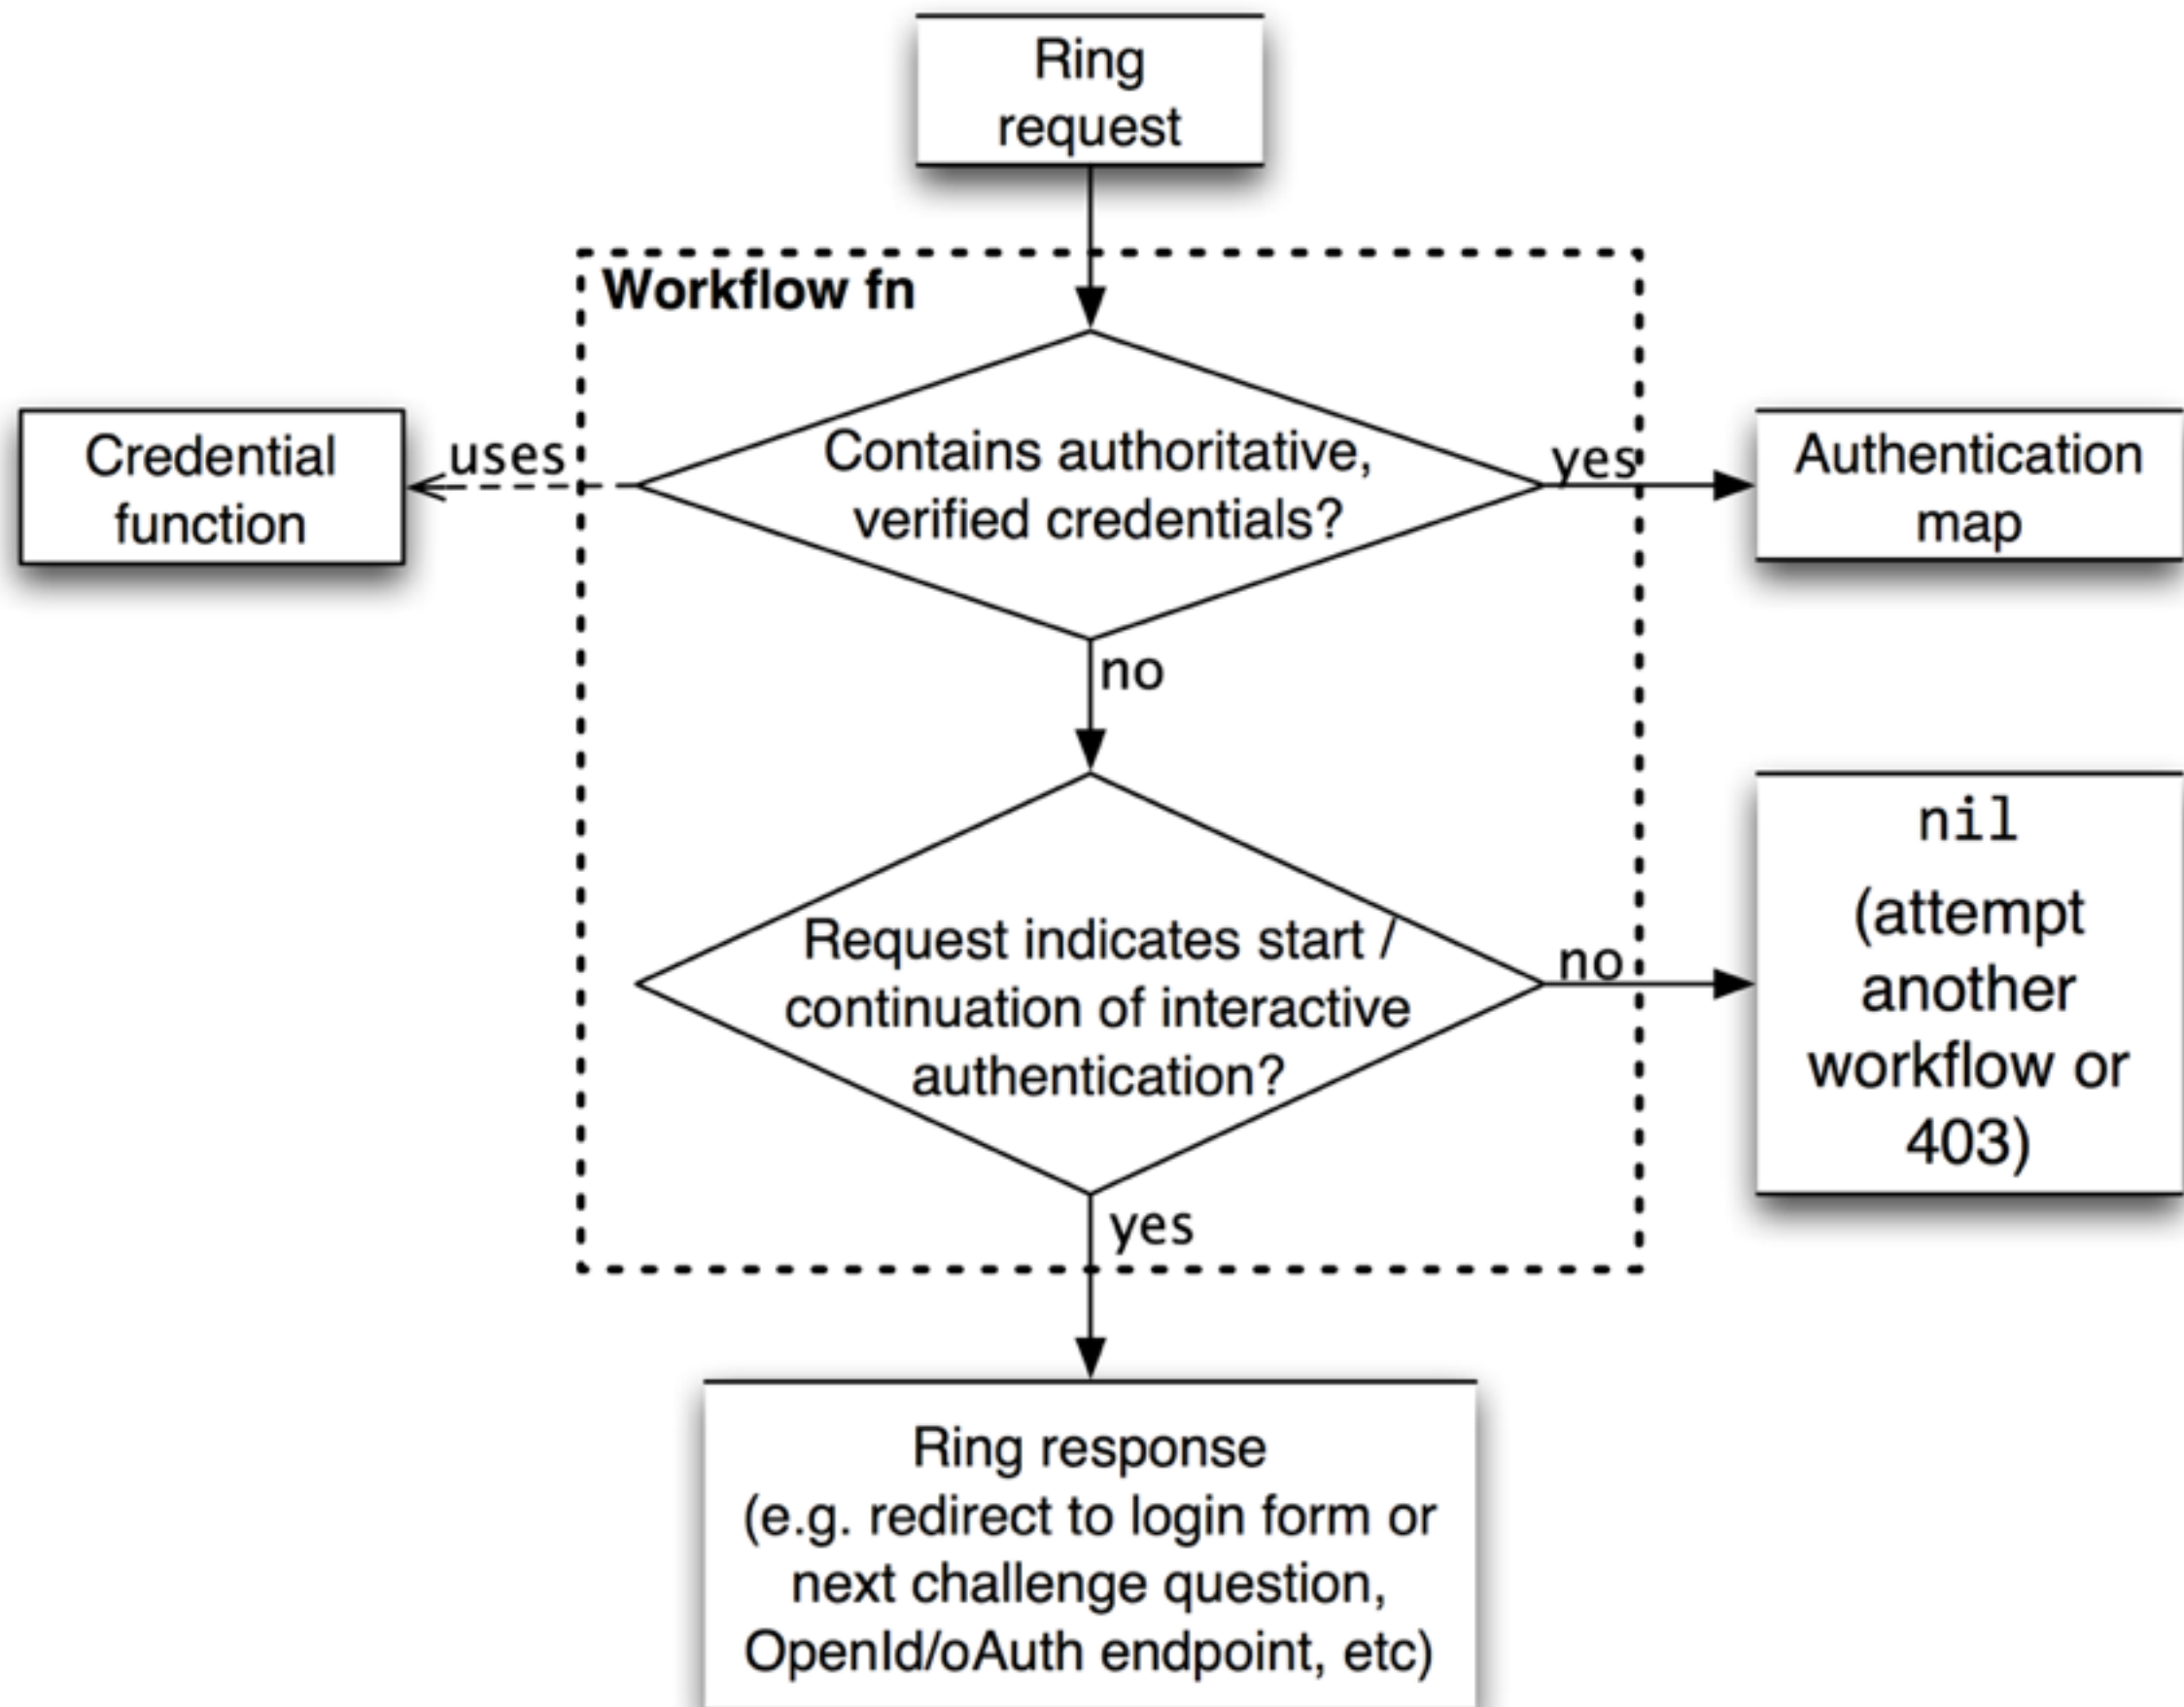 Ring
request
Workflow fn
Credential
function
uses
Contains authoritative,
verified credentials?
yes
Authentication
map
no
Request indicates start /
continuation of interactive
authentication?
no
nil
(attempt
another
workflow or
403)
yes
Ring response
(e.g. redirect to login form or
next challenge question,
OpenId/oAuth endpoint, etc)